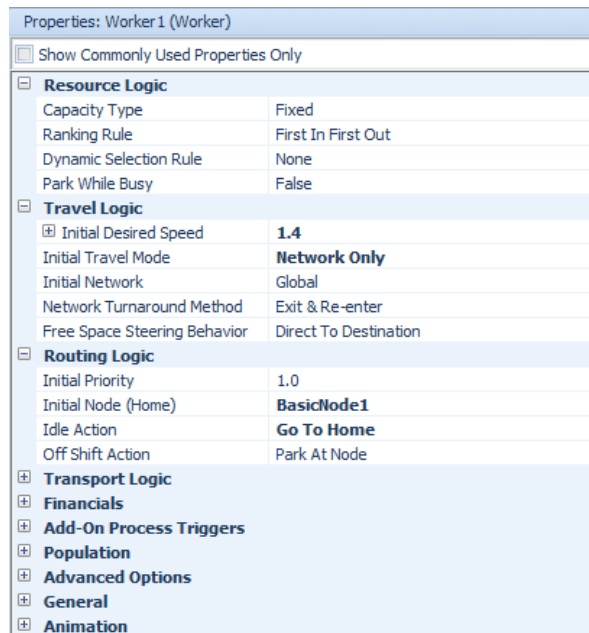 Properties: Worker1 (Worker)
Show Commonly Used Properties Only
Resource Logic
Capacity Type Fixed
Ranking Rule First In First Out
Dynamic Selection Rule None
Park While Busy False
Travel Logic
Initial Desired Speed 1.4
Initial Travel Mode Network Only
Initial Network Global
Network Turnaround Method Exit & Re-enter
Free Space Steering Behavior Direct To Destination
Routing Logic
Initial Priority 1.0
Initial Node (Home) BasicNode1
Idle Action Go To Home
Off Shift Action Park At Node
Transport Logic
Financials
Add-On Process Triggers
Population
Advanced Options
General
Animation